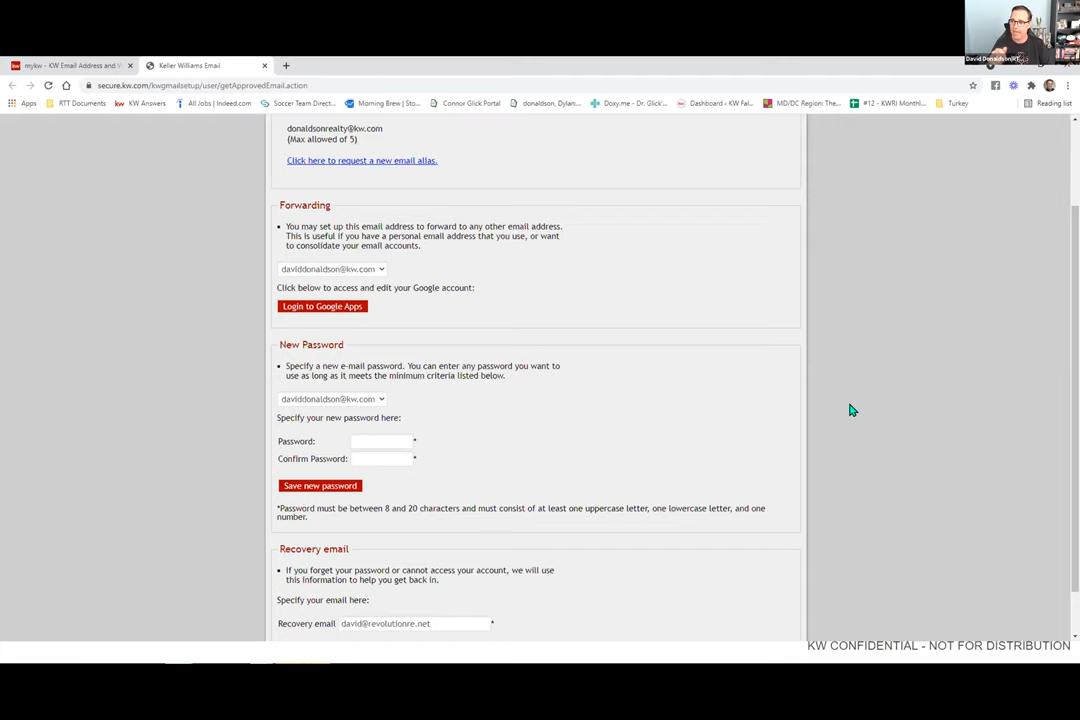 mykw - KW Email Address and V
Keller Williams Email
David Donaldson
secure.kw.com/kwgmailsetup/user/getApprovedEmail.action
Apps
RTT Documents
KW Answers
All Jobs | Indeed.com
Soccer Team Direct...
Morning Brew | Sto...
Connor Glick Portal
donaldson, Dylan...
Doxy.me - Dr. Glick'...
Dashboard ‹ KW Fal...
MD/DC Region: The...
#12 - KWRI Monthl...
Turkey
Reading list
donaldsonrealty@kw.com
(Max allowed of 5)
Click here to request a new email alias.
Forwarding
• You may set up this email address to forward to any other email address.
This is useful if you have a personal email address that you use, or want
to consolidate your email accounts.
daviddonaldson@kw.com
Click below to access and edit your Google account:
Login to Google Apps
New Password
• Specify a new e-mail password. You can enter any password you want to
use as long as it meets the minimum criteria listed below.
daviddonaldson@kw.com
Specify your new password here:
Password: *
Confirm Password: *
Save new password
*Password must be between 8 and 20 characters and must consist of at least one uppercase letter, one lowercase letter, and one
number.
Recovery email
• If you forget your password or cannot access your account, we will use
this information to help you get back in.
Specify your email here:
Recovery email david@revolutionre.net *
KW CONFIDENTIAL - NOT FOR DISTRIBUTION